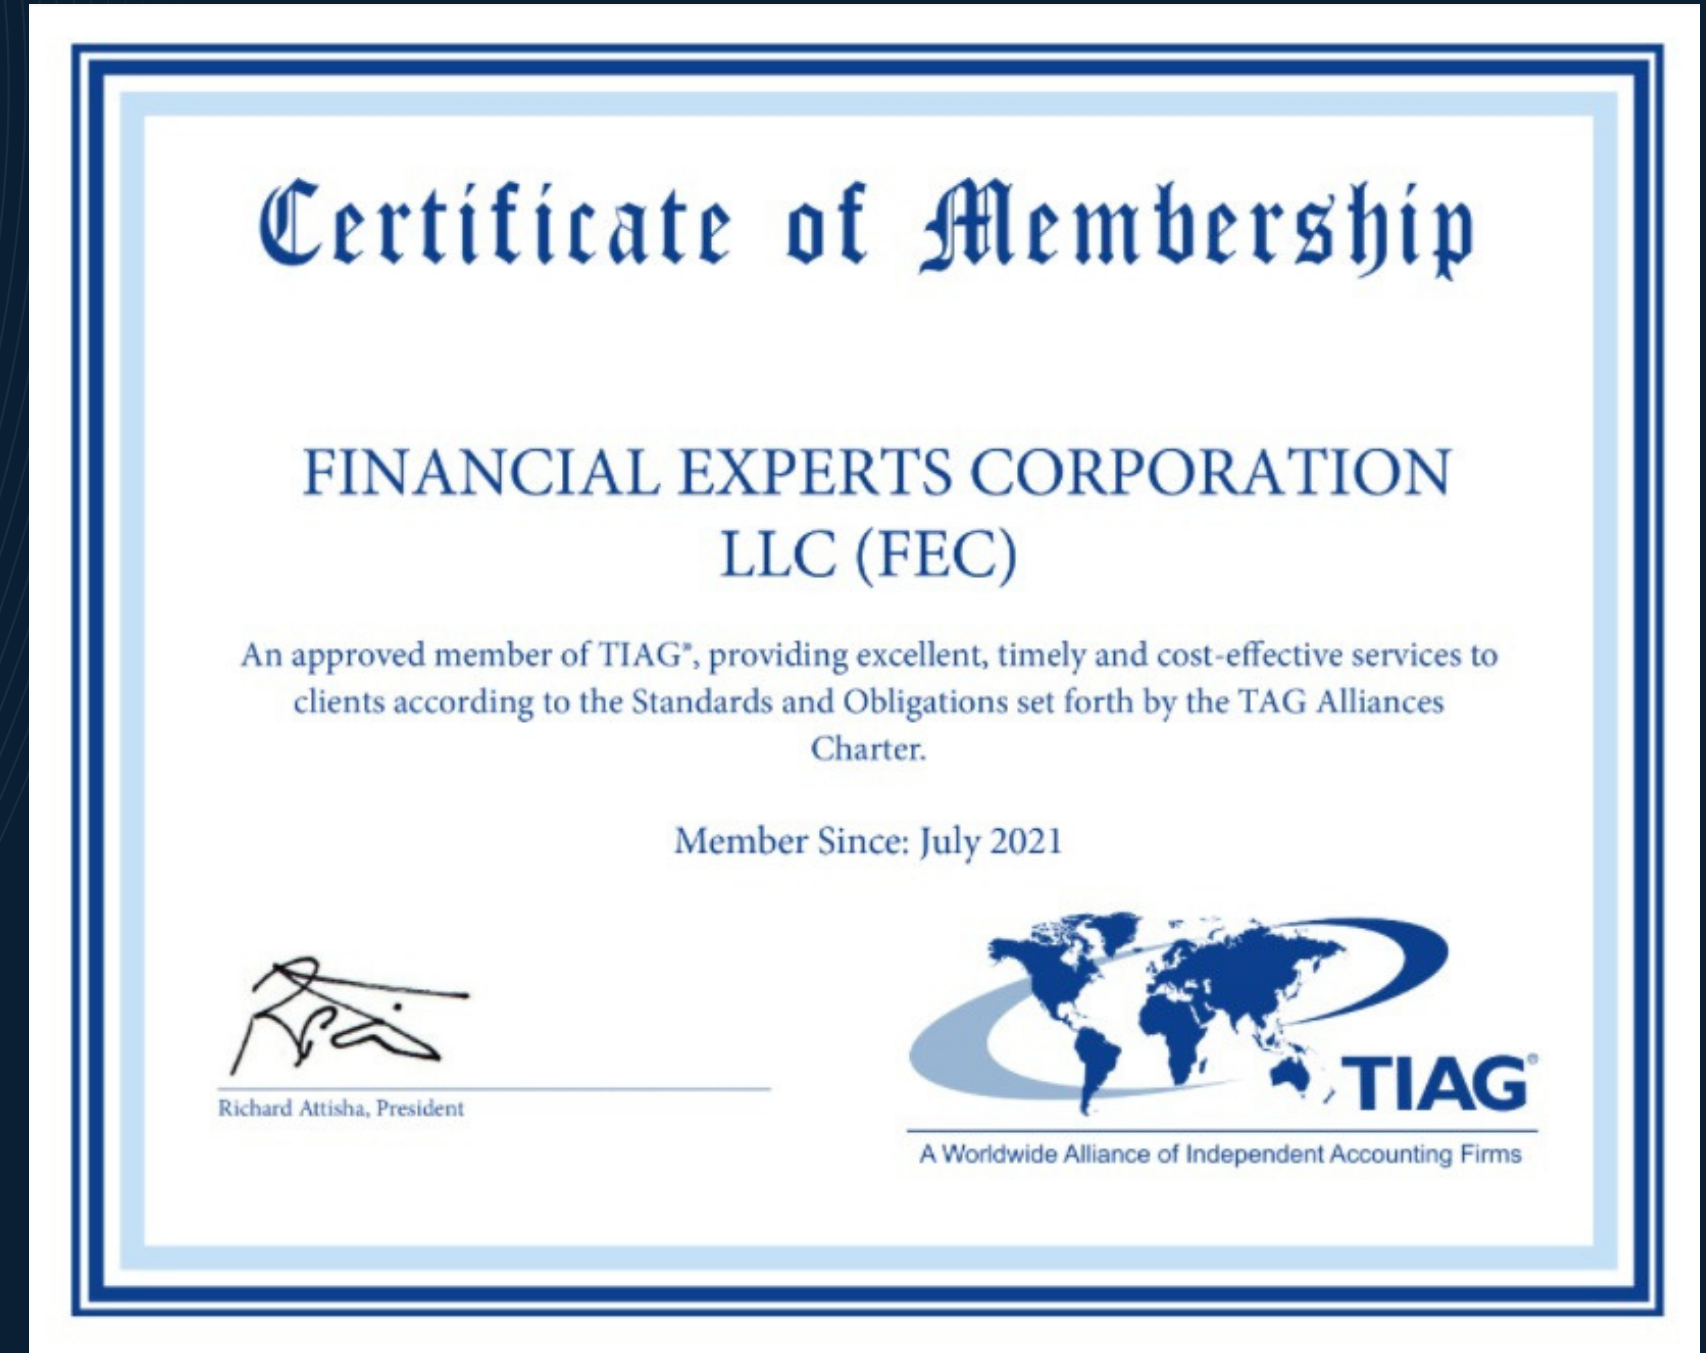 Certificate of Membership
FINANCIAL EXPERTS CORPORATION
LLC (FEC)
An approved member of TIAG®, providing excellent, timely and cost-effective services to
clients according to the Standards and Obligations set forth by the TAG Alliances
Charter.
Member Since: July 2021
Richard Attisha, President
TIAG®
A Worldwide Alliance of Independent Accounting Firms